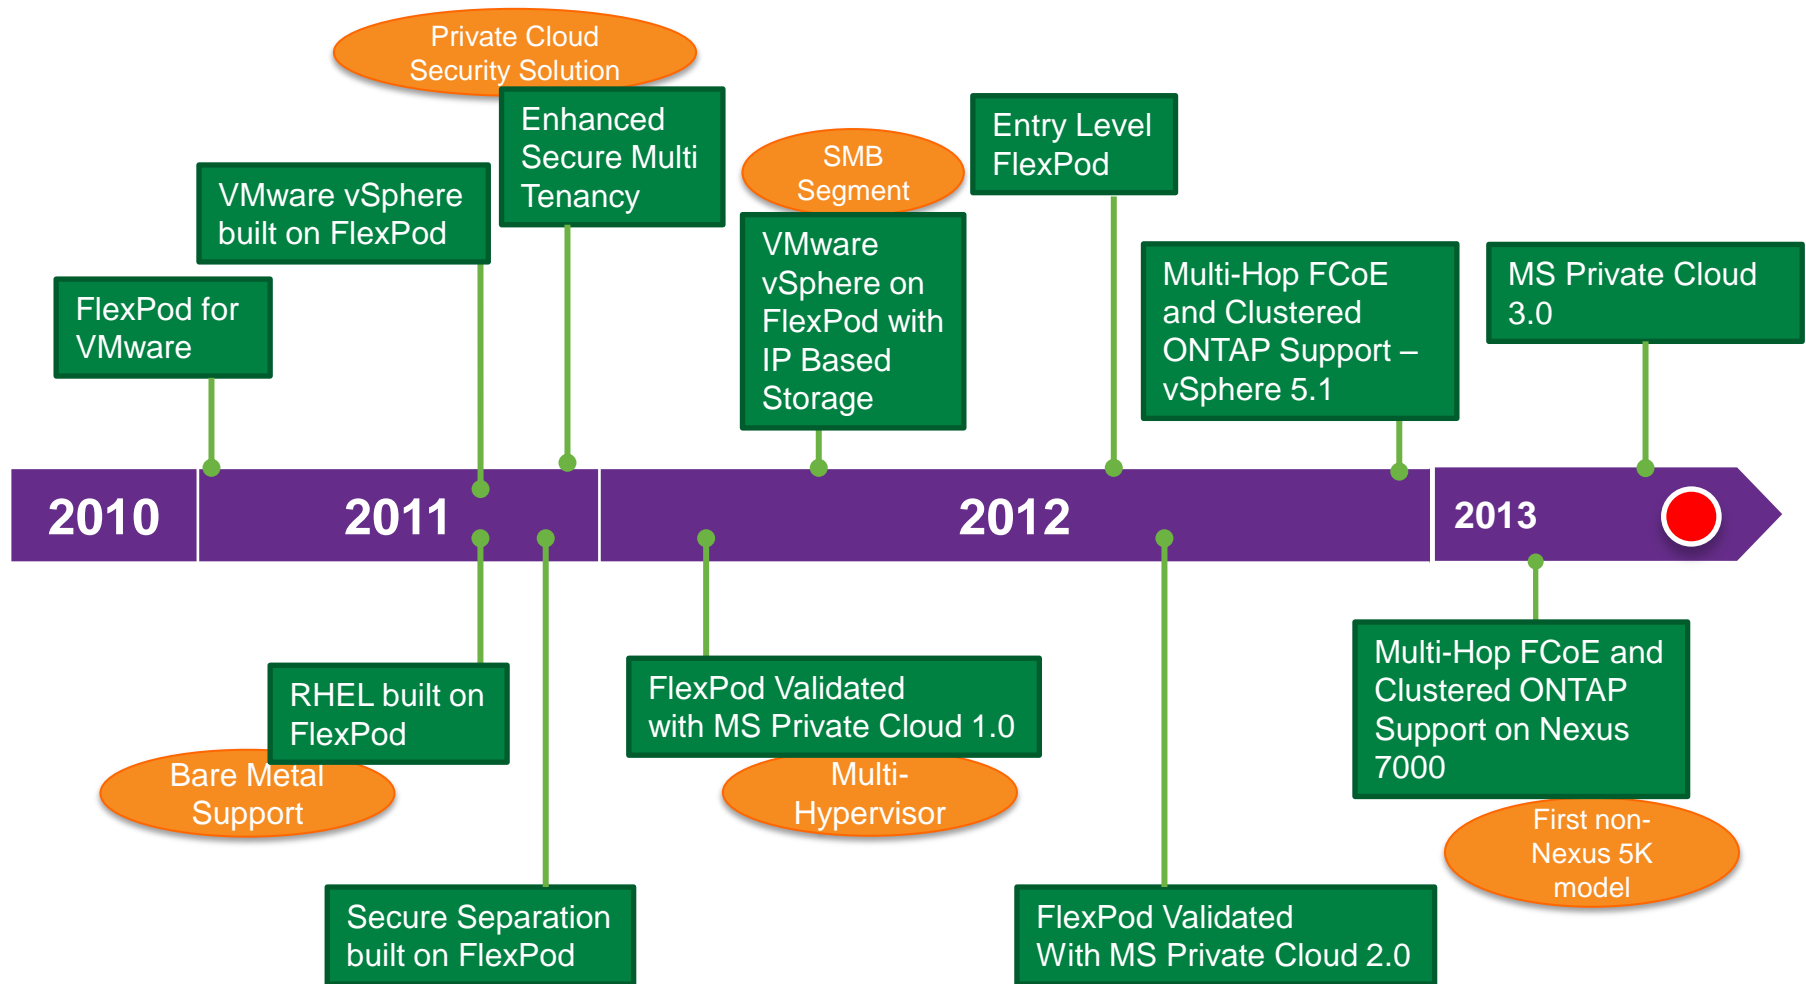 Private Cloud
Security Solution
Enhanced
Secure Multi
Tenancy
VMware vSphere
built on FlexPod
FlexPod for
VMware
SMB
Segment
VMware
vSphere on
FlexPod with
IP Based
Storage
Entry Level
FlexPod
Multi-Hop FCoE
and Clustered
ONTAP Support –
vSphere 5.1
MS Private Cloud
3.0
2010
2011
2012
2013
RHEL built on
FlexPod
Bare Metal
Support
Secure Separation
built on FlexPod
FlexPod Validated
with MS Private Cloud 1.0
Multi-
Hypervisor
FlexPod Validated
With MS Private Cloud 2.0
Multi-Hop FCoE and
Clustered ONTAP
Support on Nexus
7000
First non-
Nexus 5K
model